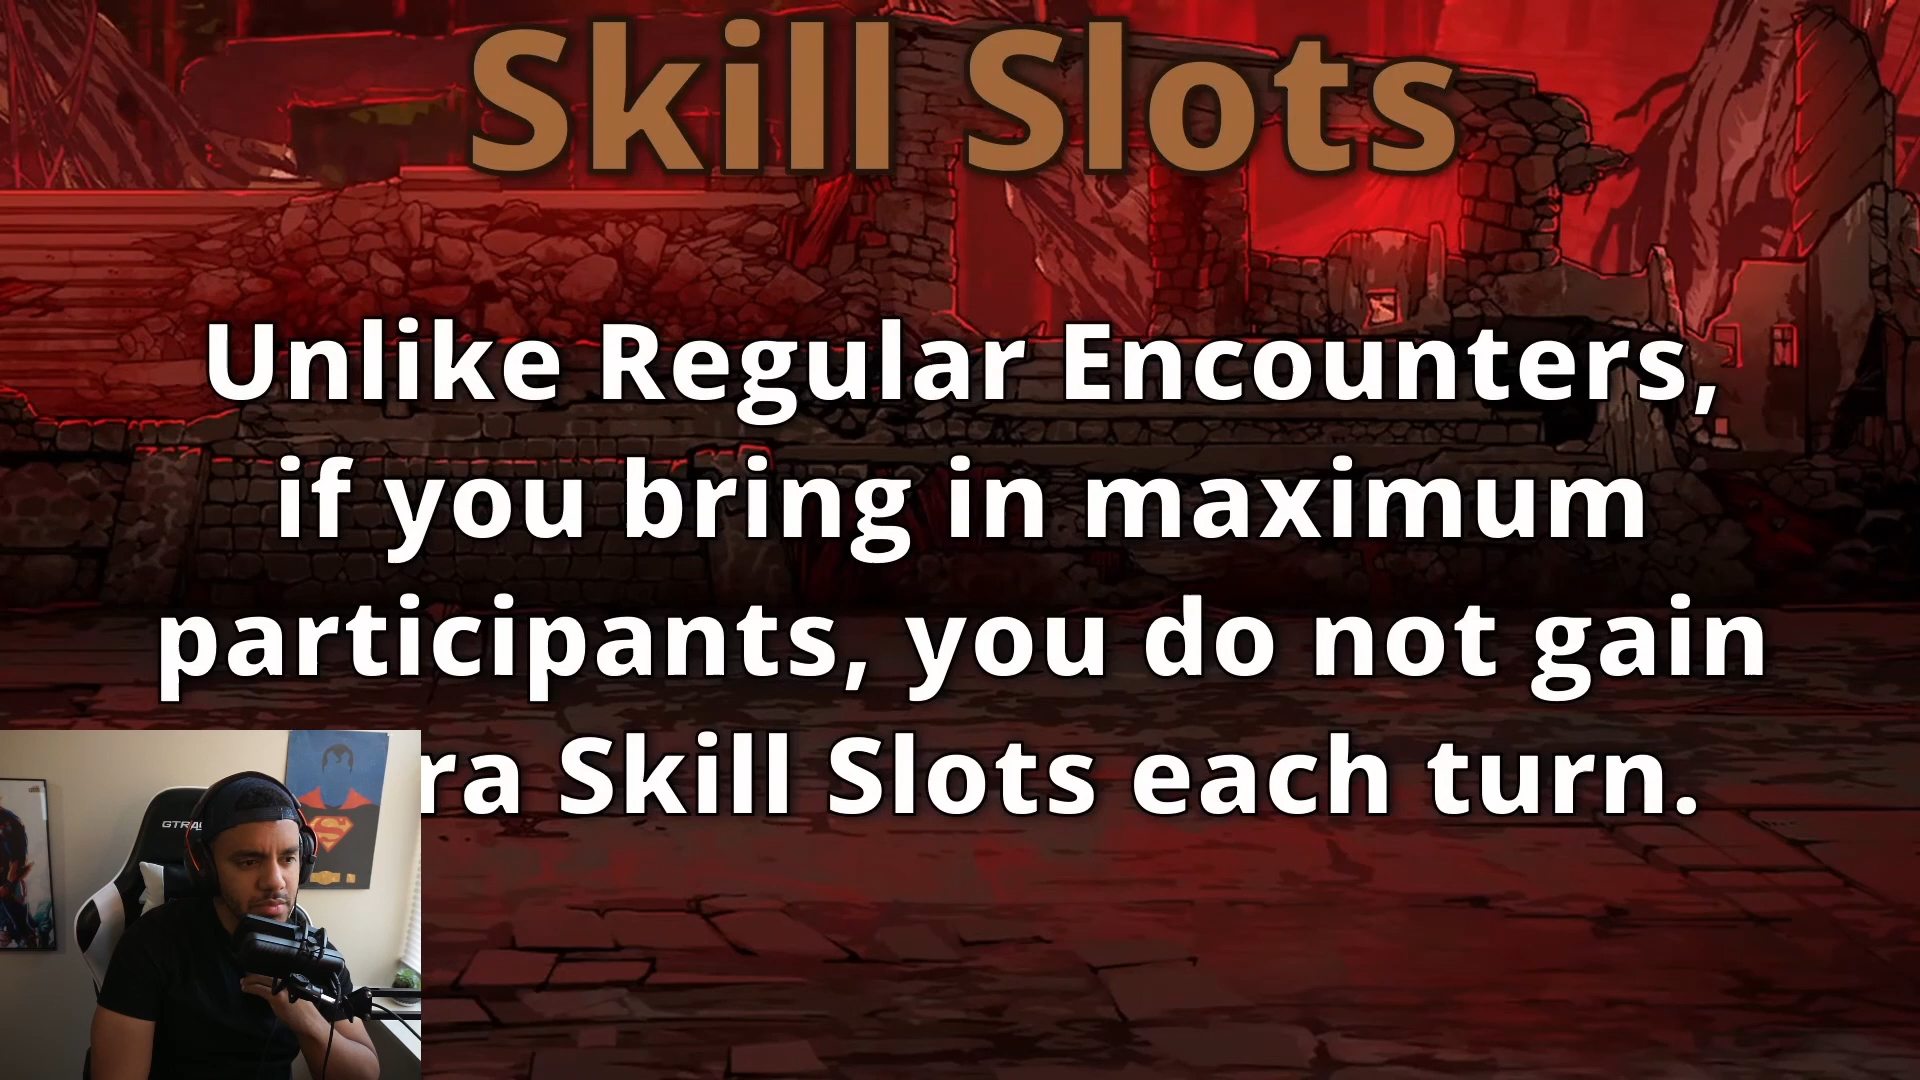 Skill Slots
Unlike Regular Encounters,
if you bring in maximum
participants, you do not gain
Skill Slots each turn.